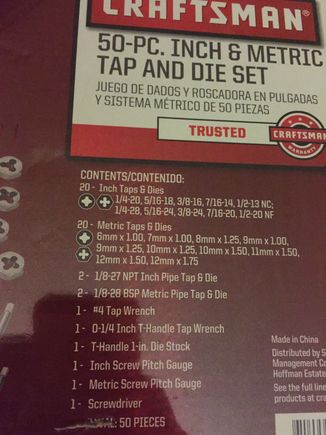 CRAFTSMAN®
50-PC. INCH & METRIC
TAP AND DIE SET
JUEGO DE DADOS Y ROSCADORA EN PULGADAS
Y SISTEMA MÉTRICO DE 50 PIEZAS
TRUSTED
CRAFTSMAN
WARRANTY
CONTENTS/CONTENIDO:
20 - Inch Taps & Dies
1/4-20, 5/16-18, 3/8-16, 7/16-14, 1/2-13 NC;
1/4-28, 5/16-24, 3/8-24, 7/16-20, 1/2-20 NF
20 - Metric Taps & Dies
6mm x 1.00, 7mm x 1.00, 8mm x 1.25, 9mm x 1.00,
9mm x 1.25, 10mm x 1.25, 10mm x 1.50, 11mm x 1.50,
12mm x 1.50, 12mm x 1.75
2 - 1/8-27 NPT Inch Pipe Tap & Die
2 - 1/8-28 BSP Metric Pipe Tap & Die
1 - #4 Tap Wrench
1 - 0-1/4 Inch T-Handle Tap Wrench
1 - T-Handle 1-in. Die Stock
1 - Inch Screw Pitch Gauge
1 - Metric Screw Pitch Gauge
1 - Screwdriver
50 PIECES
Made in China
Distributed by S
Management Co
Hoffman Estate
See the full line
products at cra